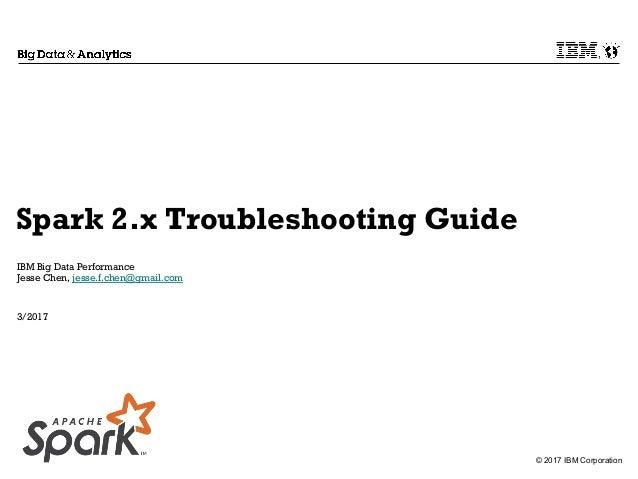 Big Data & Analytics
IBM
Spark 2.x Troubleshooting Guide
IBM Big Data Performance
Jesse Chen, jesse.f.chen@gmail.com
3/2017
APACHE
Spark™
© 2017 IBM Corporation